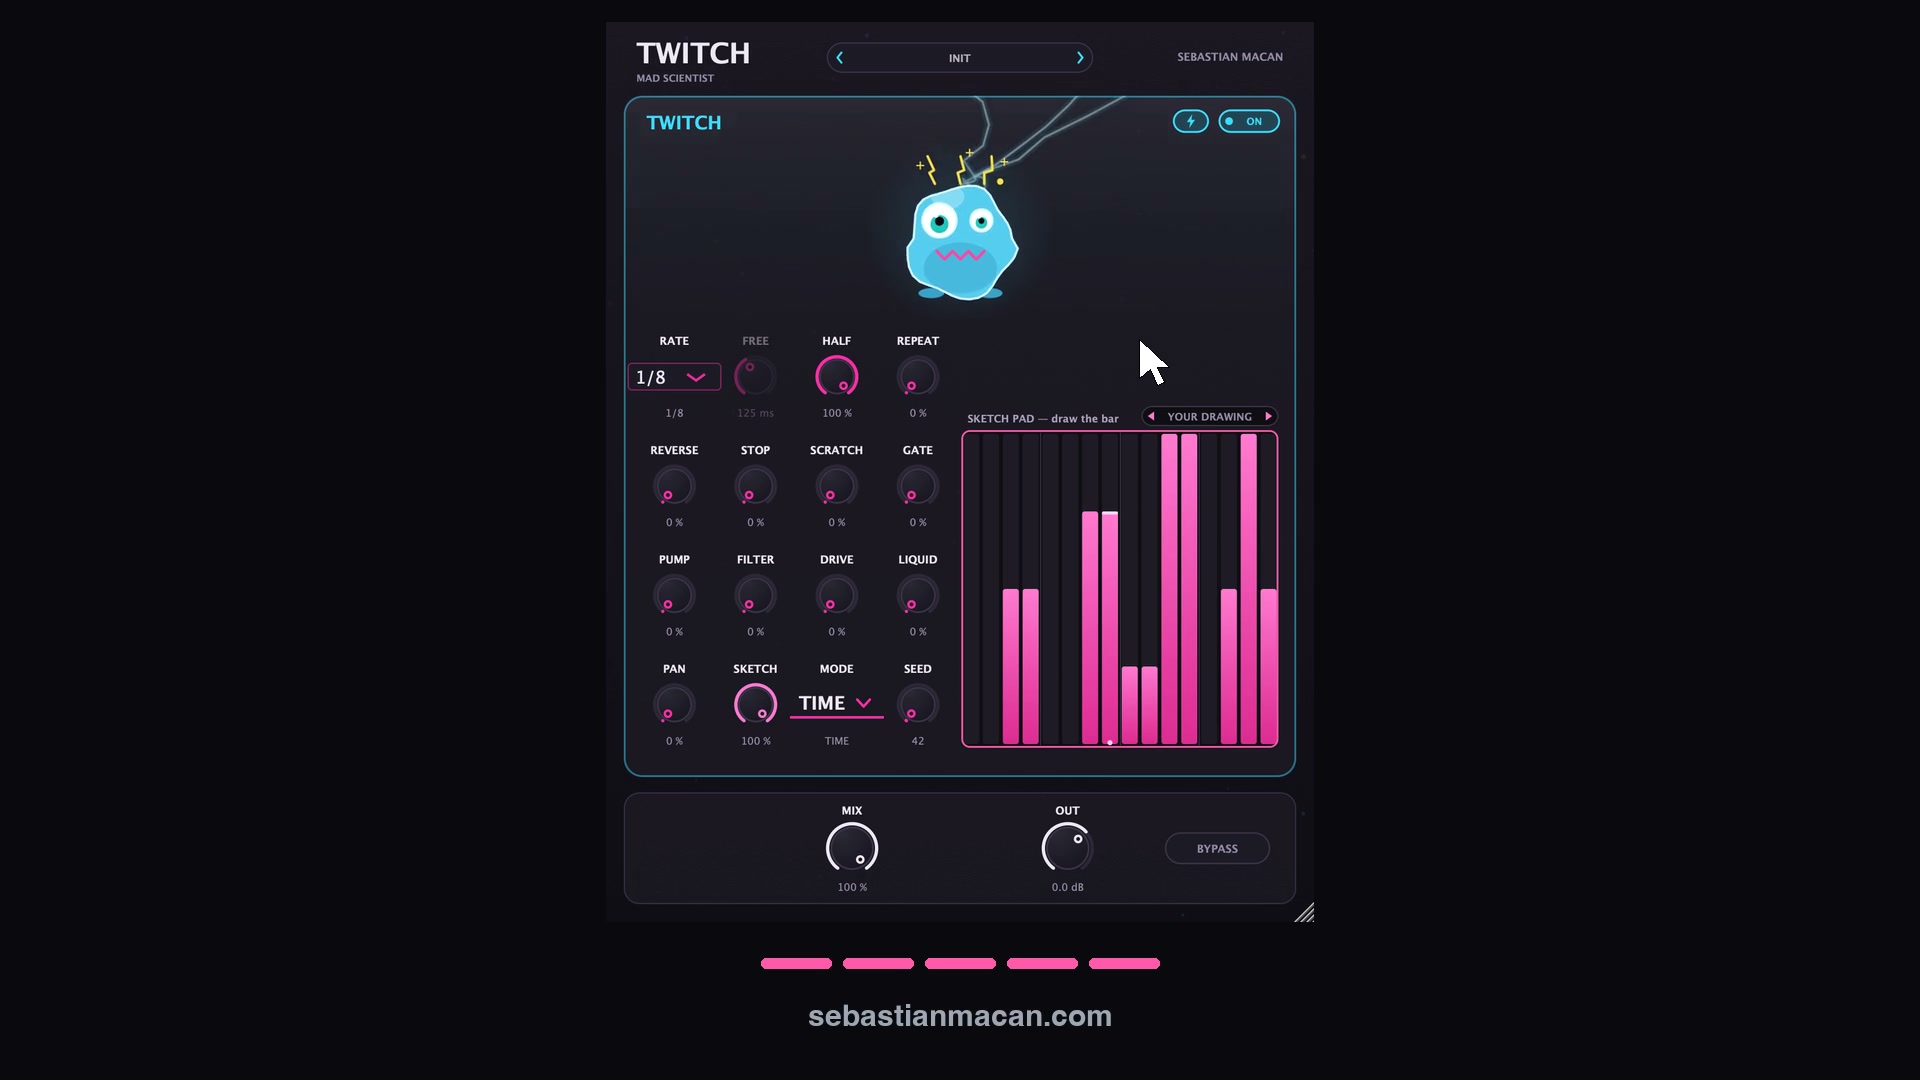 TWITCH
MAD SCIENTIST
INIT
SEBASTIAN MACAN
TWITCH
ON
RATE FREE HALF REPEAT
1/8
1/8 125 ms 100 % 0 %
SKETCH PAD — draw the bar
YOUR DRAWING
REVERSE STOP SCRATCH GATE
0 % 0 % 0 % 0 %
PUMP FILTER DRIVE LIQUID
0 % 0 % 0 % 0 %
PAN SKETCH MODE SEED
TIME
0 % 100 % TIME 42
MIX OUT
BYPASS
100 % 0.0 dB
sebastianmacan.com